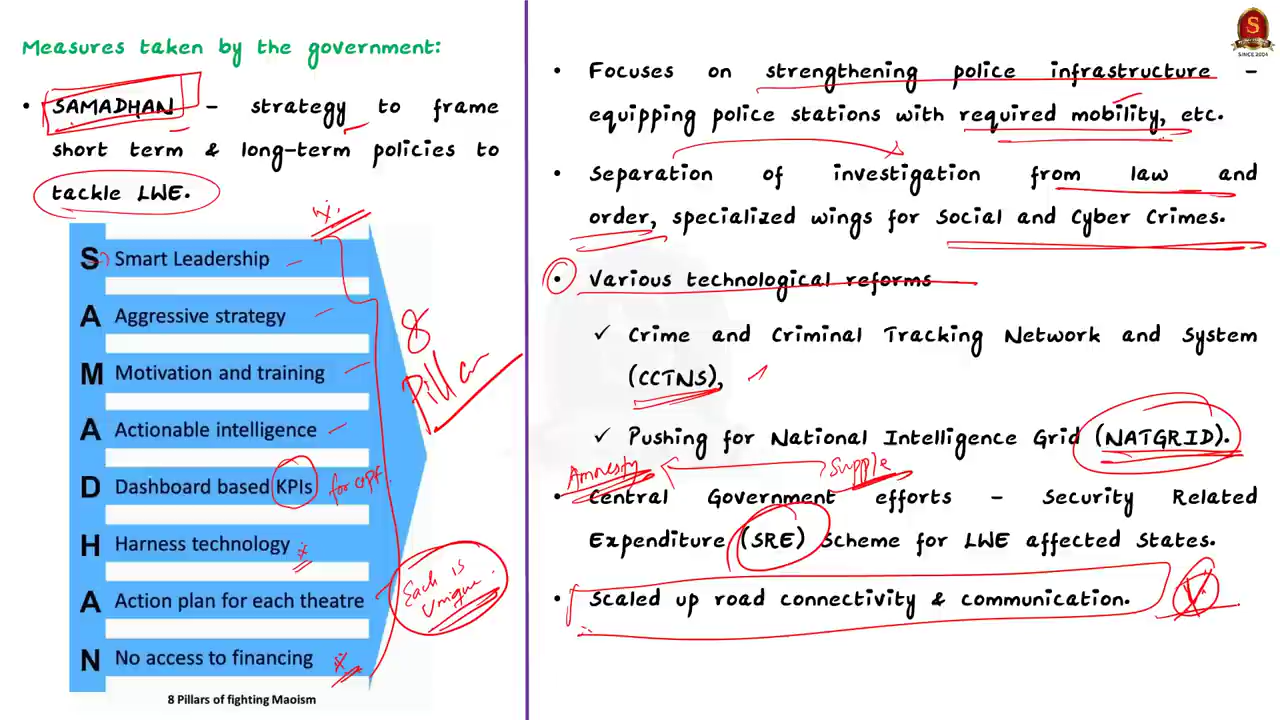 Measures taken by the government:
• SAMADHAN – strategy to frame
short term & long-term policies to
tackle LWE.
S Smart Leadership
A Aggressive strategy
M Motivation and training
A Actionable intelligence
D Dashboard based KPIs for CAPF
H Harness technology
A Action plan for each theatre
N No access to financing
8 Pillars of fighting Maoism
8
Pillar
Each is
unique.
S
SINCE 2004
• Focuses on strengthening police infrastructure –
equipping police stations with required mobility, etc.
• Separation of investigation from law and
order, specialized wings for Social and Cyber Crimes.
• Various technological reforms
✓ Crime and Criminal Tracking Network and System
(CCTNS),
✓ Pushing for National Intelligence Grid (NATGRID).
Amnesty Supple
• Central Government efforts – Security Related
Expenditure (SRE) Scheme for LWE affected States.
• Scaled up road connectivity & communication.